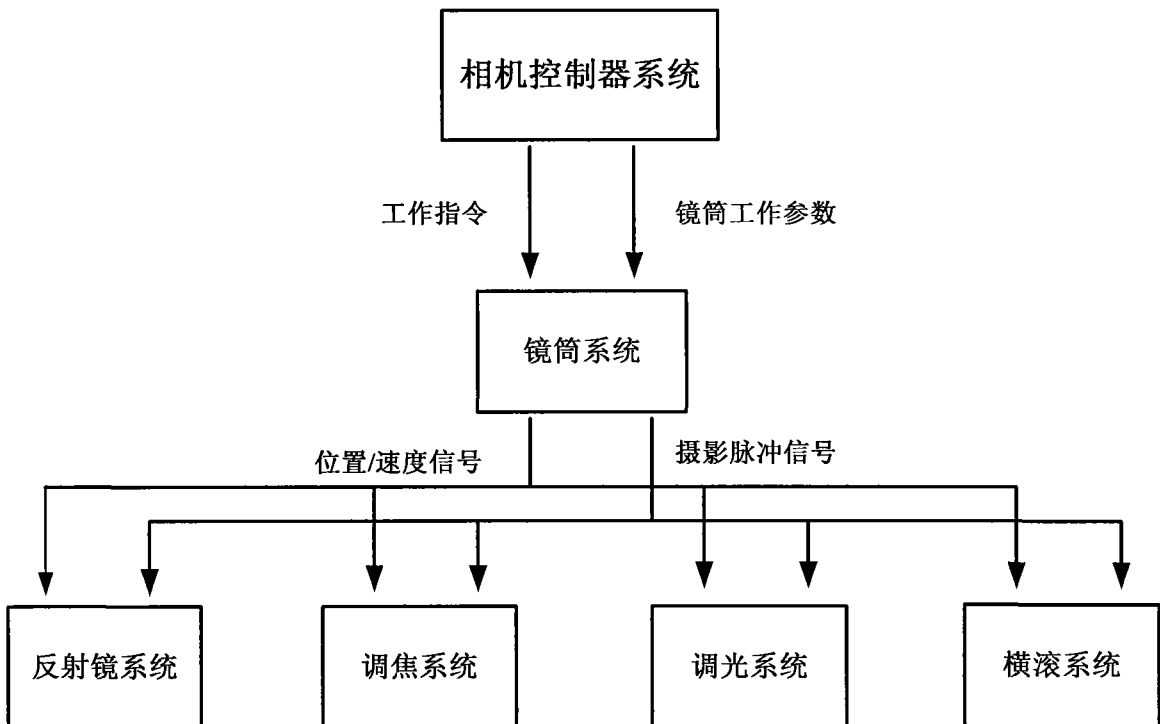 相机控制器系统
工作指令
镜筒工作参数
镜筒系统
位置/速度信号
摄影脉冲信号
反射镜系统
调焦系统
调光系统
横滚系统